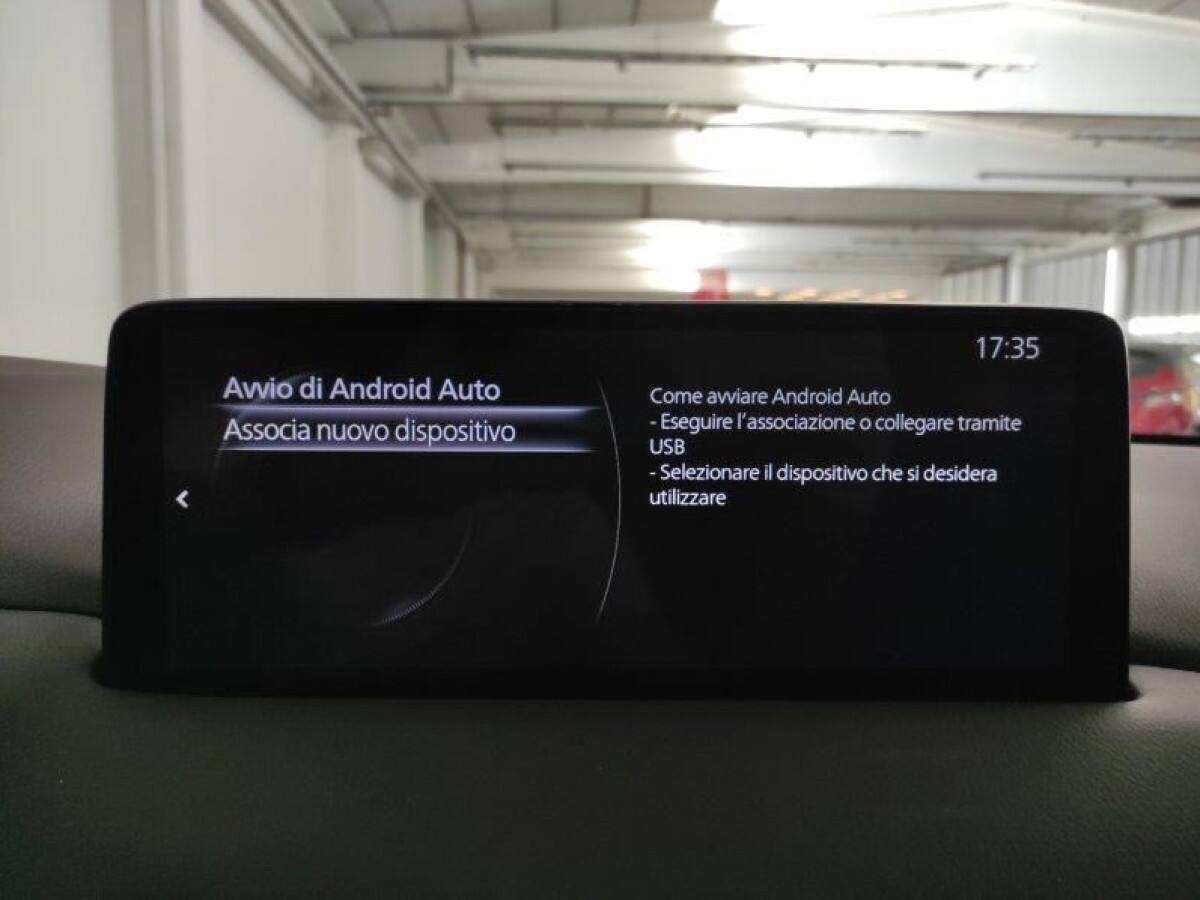 17:35
Avvio di Android Auto
Associa nuovo dispositivo
Come avviare Android Auto
- Eseguire l'associazione o collegare tramite
USB
- Selezionare il dispositivo che si desidera
utilizzare